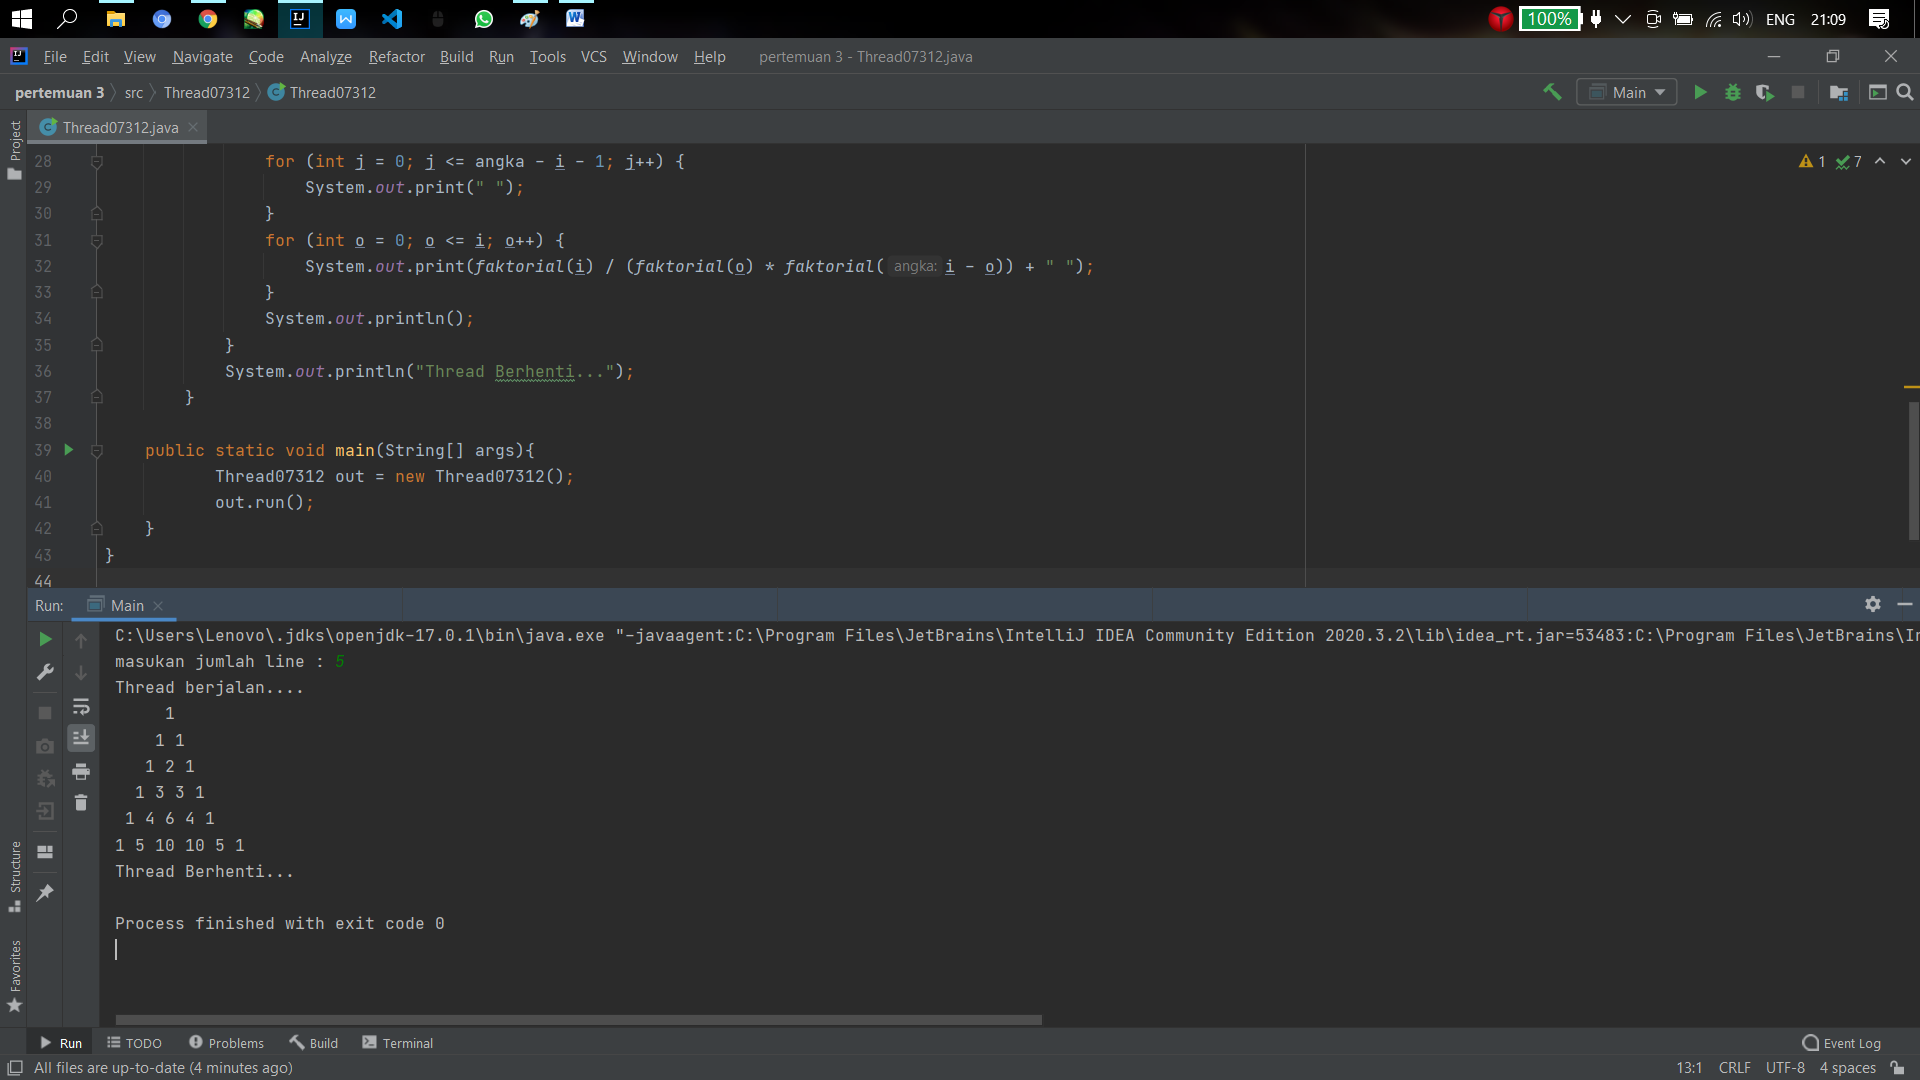 100% ENG 21:09
File Edit View Navigate Code Analyze Refactor Build Run Tools VCS Window Help pertemuan 3 - Thread07312.java
pertemuan 3 src Thread07312 Thread07312 Main
Thread07312.java
Project
1 7
28 for (int j = 0; j <= angka - i - 1; j++) {
29 System.out.print(" ");
30 }
31 for (int o = 0; o <= i; o++) {
32 System.out.print(faktorial(i) / (faktorial(o) * faktorial( angka: i - o)) + " ");
33 }
34 System.out.println();
35 }
36 System.out.println("Thread Berhenti...");
37 }
38
39 public static void main(String[] args){
40 Thread07312 out = new Thread07312();
41 out.run();
42 }
43 }
44
Run: Main
C:\Users\Lenovo\.jdks\openjdk-17.0.1\bin\java.exe "-javaagent:C:\Program Files\JetBrains\IntelliJ IDEA Community Edition 2020.3.2\lib\idea_rt.jar=53483:C:\Program Files\JetBrains\In
masukan jumlah line : 5
Thread berjalan....
1
1 1
1 2 1
1 3 3 1
1 4 6 4 1
1 5 10 10 5 1
Thread Berhenti...
Process finished with exit code 0
Structure
Favorites
Run TODO Problems Build Terminal Event Log
All files are up-to-date (4 minutes ago) 13:1 CRLF UTF-8 4 spaces